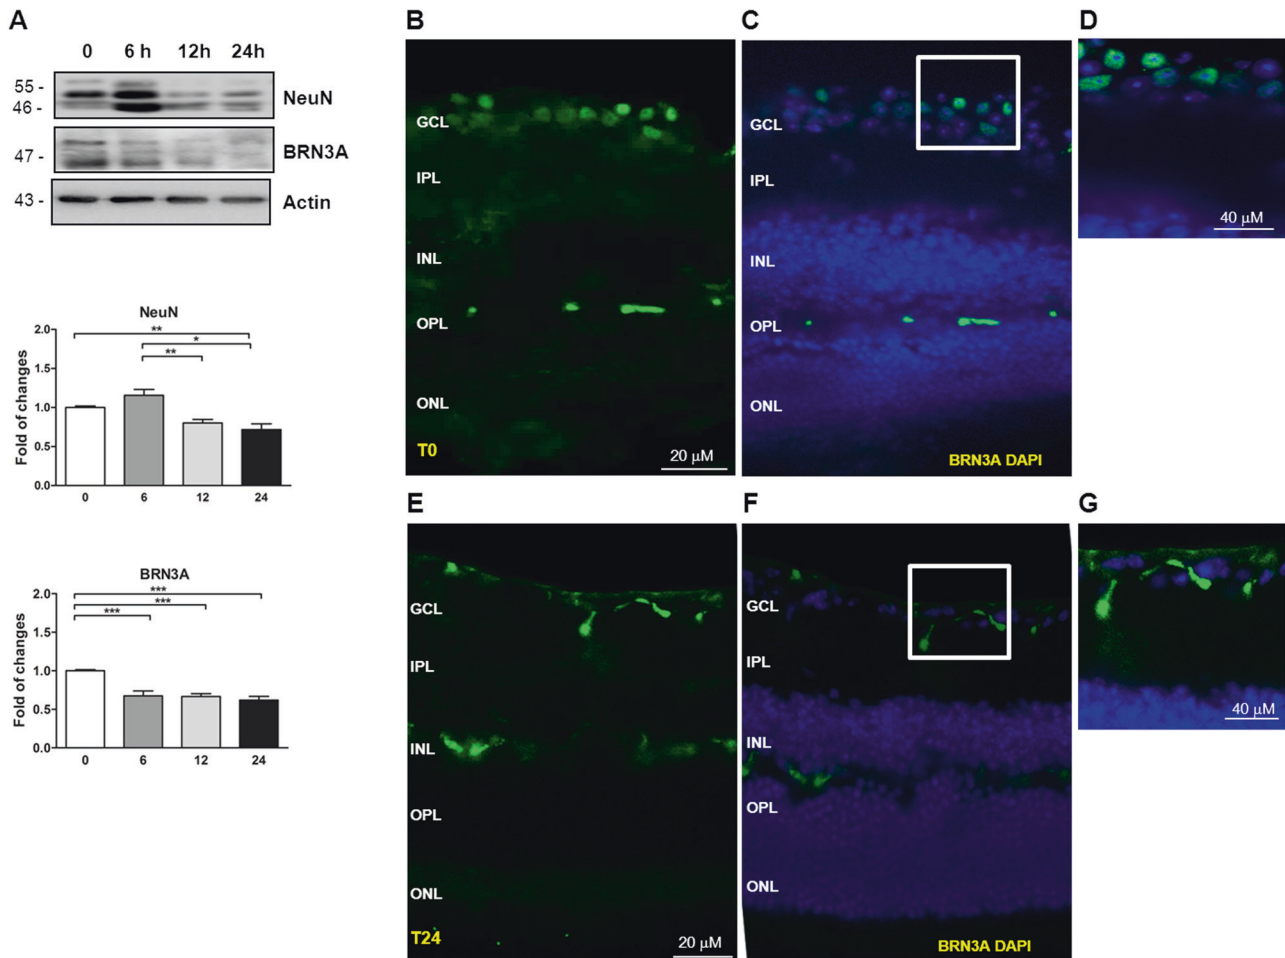 A
0 6 h 12h 24h
55 -
46 -
NeuN
47 -
BRN3A
43 -
Actin
NeuN
Fold of changes
2.0
1.5
1.0
0.5
0.0
**
*
**
0 6 12 24
BRN3A
Fold of changes
2.0
1.5
1.0
0.5
0.0
***
***
***
0 6 12 24
B
GCL
IPL
INL
OPL
ONL
T0
20 μM
C
GCL
IPL
INL
OPL
ONL
BRN3A DAPI
D
40 μM
E
GCL
IPL
INL
OPL
ONL
T24
20 μM
F
GCL
IPL
INL
OPL
ONL
BRN3A DAPI
G
40 μM